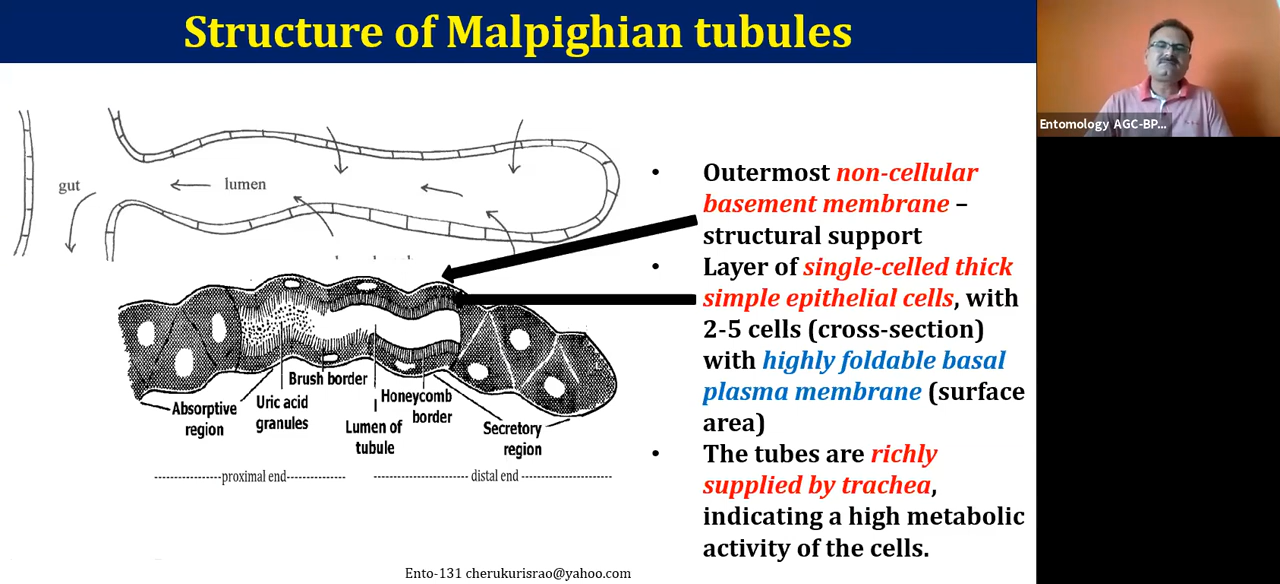 Structure of Malpighian tubules
Entomology AGC-BP...
gut
lumen
Absorptive
region
Uric acid
granules
Brush border
Lumen of
tubule
Honeycomb
border
Secretory
region
proximal end
distal end
• Outermost non-cellular
basement membrane –
structural support
• Layer of single-celled thick
simple epithelial cells, with
2-5 cells (cross-section)
with highly foldable basal
plasma membrane (surface
area)
• The tubes are richly
supplied by trachea,
indicating a high metabolic
activity of the cells.
Ento-131 cherukurisrao@yahoo.com